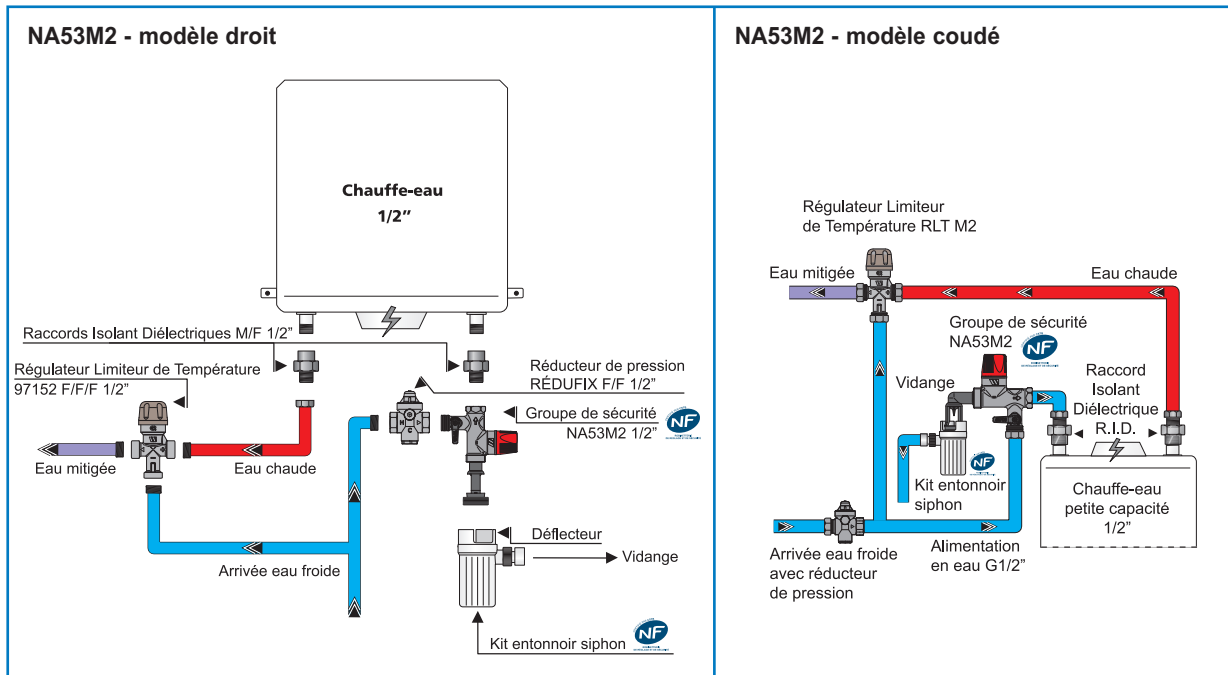 NA53M2 - modèle droit
Chauffe-eau
1/2”
Raccords Isolant Diélectriques M/F 1/2”
Régulateur Limiteur de Température
97152 F/F/F 1/2”
Réducteur de pression
RÉDUFIX F/F 1/2”
Groupe de sécurité
NA53M2 1/2”
NF
H C
Eau mitigée
Eau chaude
Arrivée eau froide
Déflecteur
Vidange
Kit entonnoir siphon
NF
NA53M2 - modèle coudé
Régulateur Limiteur
de Température RLT M2
Eau mitigée
Eau chaude
Groupe de sécurité
NA53M2
NF
Vidange
Raccord
Isolant
Diélectrique
R.I.D.
NF
Kit entonnoir
siphon
Chauffe-eau
petite capacité
1/2”
Arrivée eau froide
avec réducteur
de pression
Alimentation
en eau G1/2”